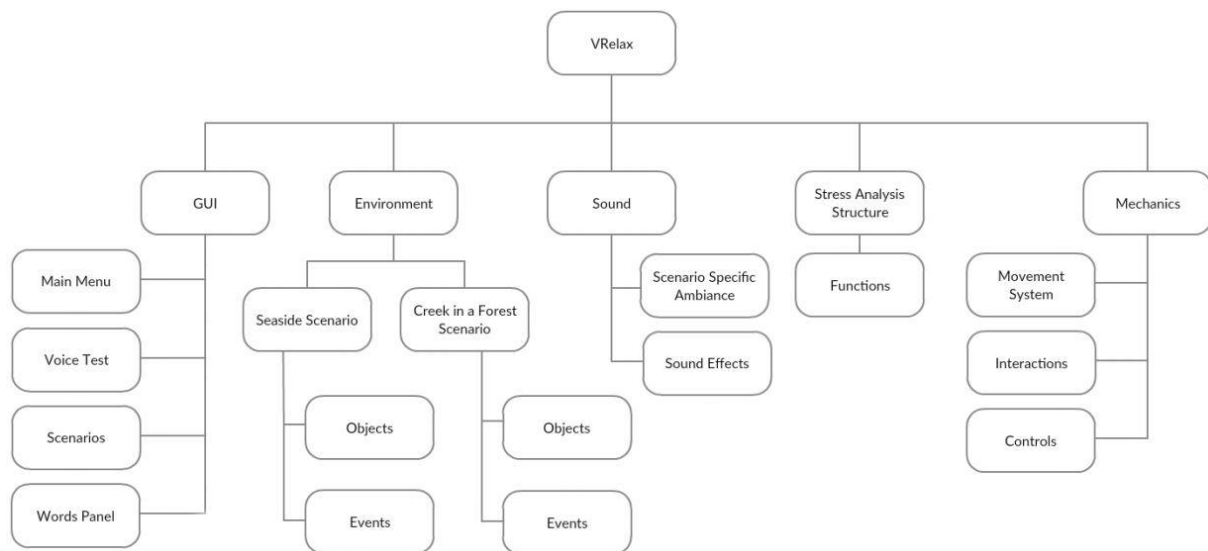 VRelax
GUI
Environment
Sound
Stress Analysis
Structure
Mechanics
Main Menu
Voice Test
Scenarios
Words Panel
Seaside Scenario
Objects
Events
Creek in a Forest
Scenario
Objects
Events
Scenario Specific
Ambiance
Sound Effects
Functions
Movement
System
Interactions
Controls